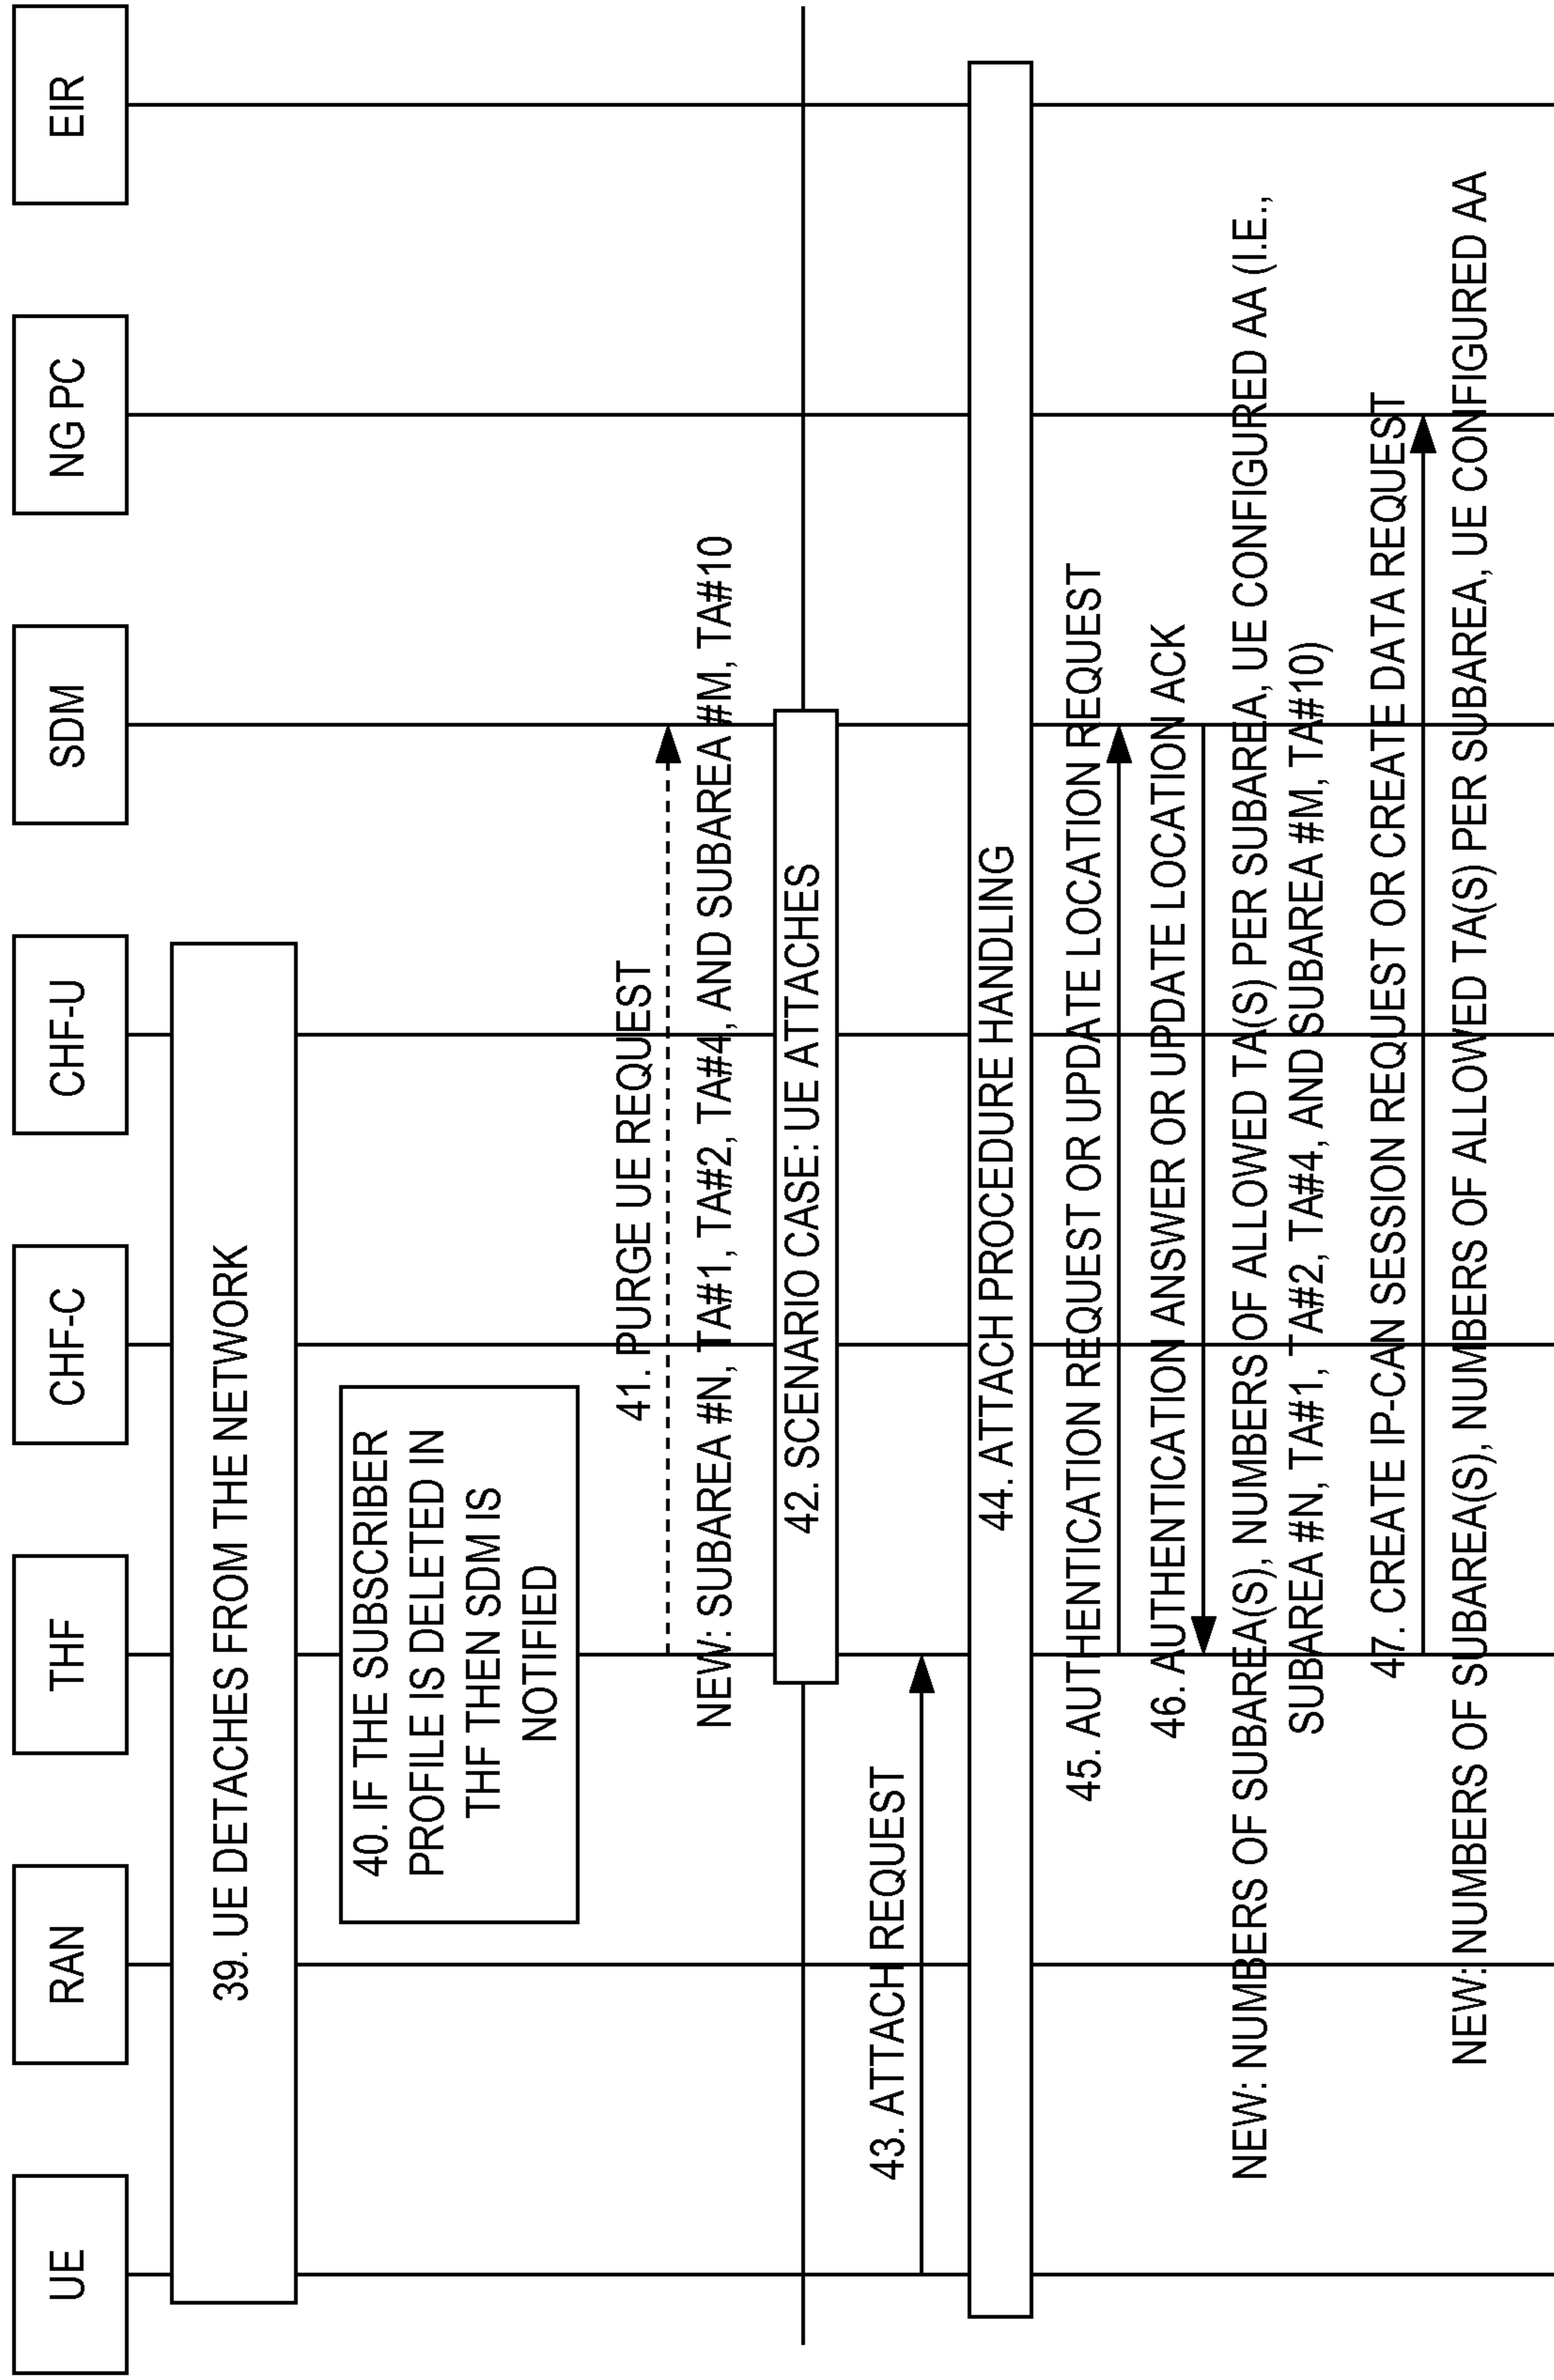 UE
RAN
THF
CHF-C
CHF-U
SDM
NG PC
EIR
39. UE DETACHES FROM THE NETWORK
40. IF THE SUBSCRIBER
PROFILE IS DELETED IN
THF THEN SDM IS
NOTIFIED
41. PURGE UE REQUEST
NEW: SUBAREA #N, TA#1, TA#2, TA#4, AND SUBAREA #M, TA#10
42. SCENARIO CASE: UE ATTACHES
43. ATTACH REQUEST
44. ATTACH PROCEDURE HANDLING
45. AUTHENTICATION REQUEST OR UPDATE LOCATION REQUEST
46. AUTHENTICATION ANSWER OR UPDATE LOCATION ACK
NEW: NUMBERS OF SUBAREA(S), NUMBERS OF ALLOWED TA(S) PER SUBAREA, UE CONFIGURED AA (I.E.,
SUBAREA #N, TA#1, TA#2, TA#4, AND SUBAREA #M, TA#10)
47. CREATE IP-CAN SESSION REQUEST OR CREATE DATA REQUEST
NEW: NUMBERS OF SUBAREA(S), NUMBERS OF ALLOWED TA(S) PER SUBAREA, UE CONFIGURED AA